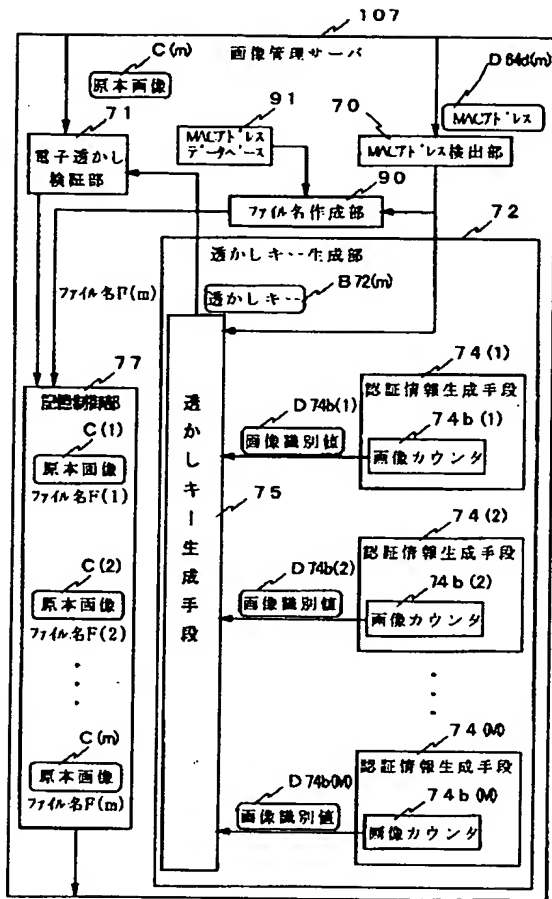 107
画像管理サーバ
C(m)
原本画像
D64d(m)
MACアドレス
71
電子透かし
検証部
91
MACアドレス
データベース
70
MACアドレス検出部
90
ファイル名作成部
72
透かしキー生成部
透かしキー
B72(m)
ファイル名F(m)
77
記憶制御部
C(1)
原本画像
ファイル名F(1)
C(2)
原本画像
ファイル名F(2)
・・・
C(m)
原本画像
ファイル名F(m)
透かしキー生成手段
75
D74b(1)
画像識別値
74(1)
認証情報生成手段
74b(1)
画像カウンタ
D74b(2)
画像識別値
74(2)
認証情報生成手段
74b(2)
画像カウンタ
・・・
D74b(M)
画像識別値
74(M)
認証情報生成手段
74b(M)
画像カウンタ